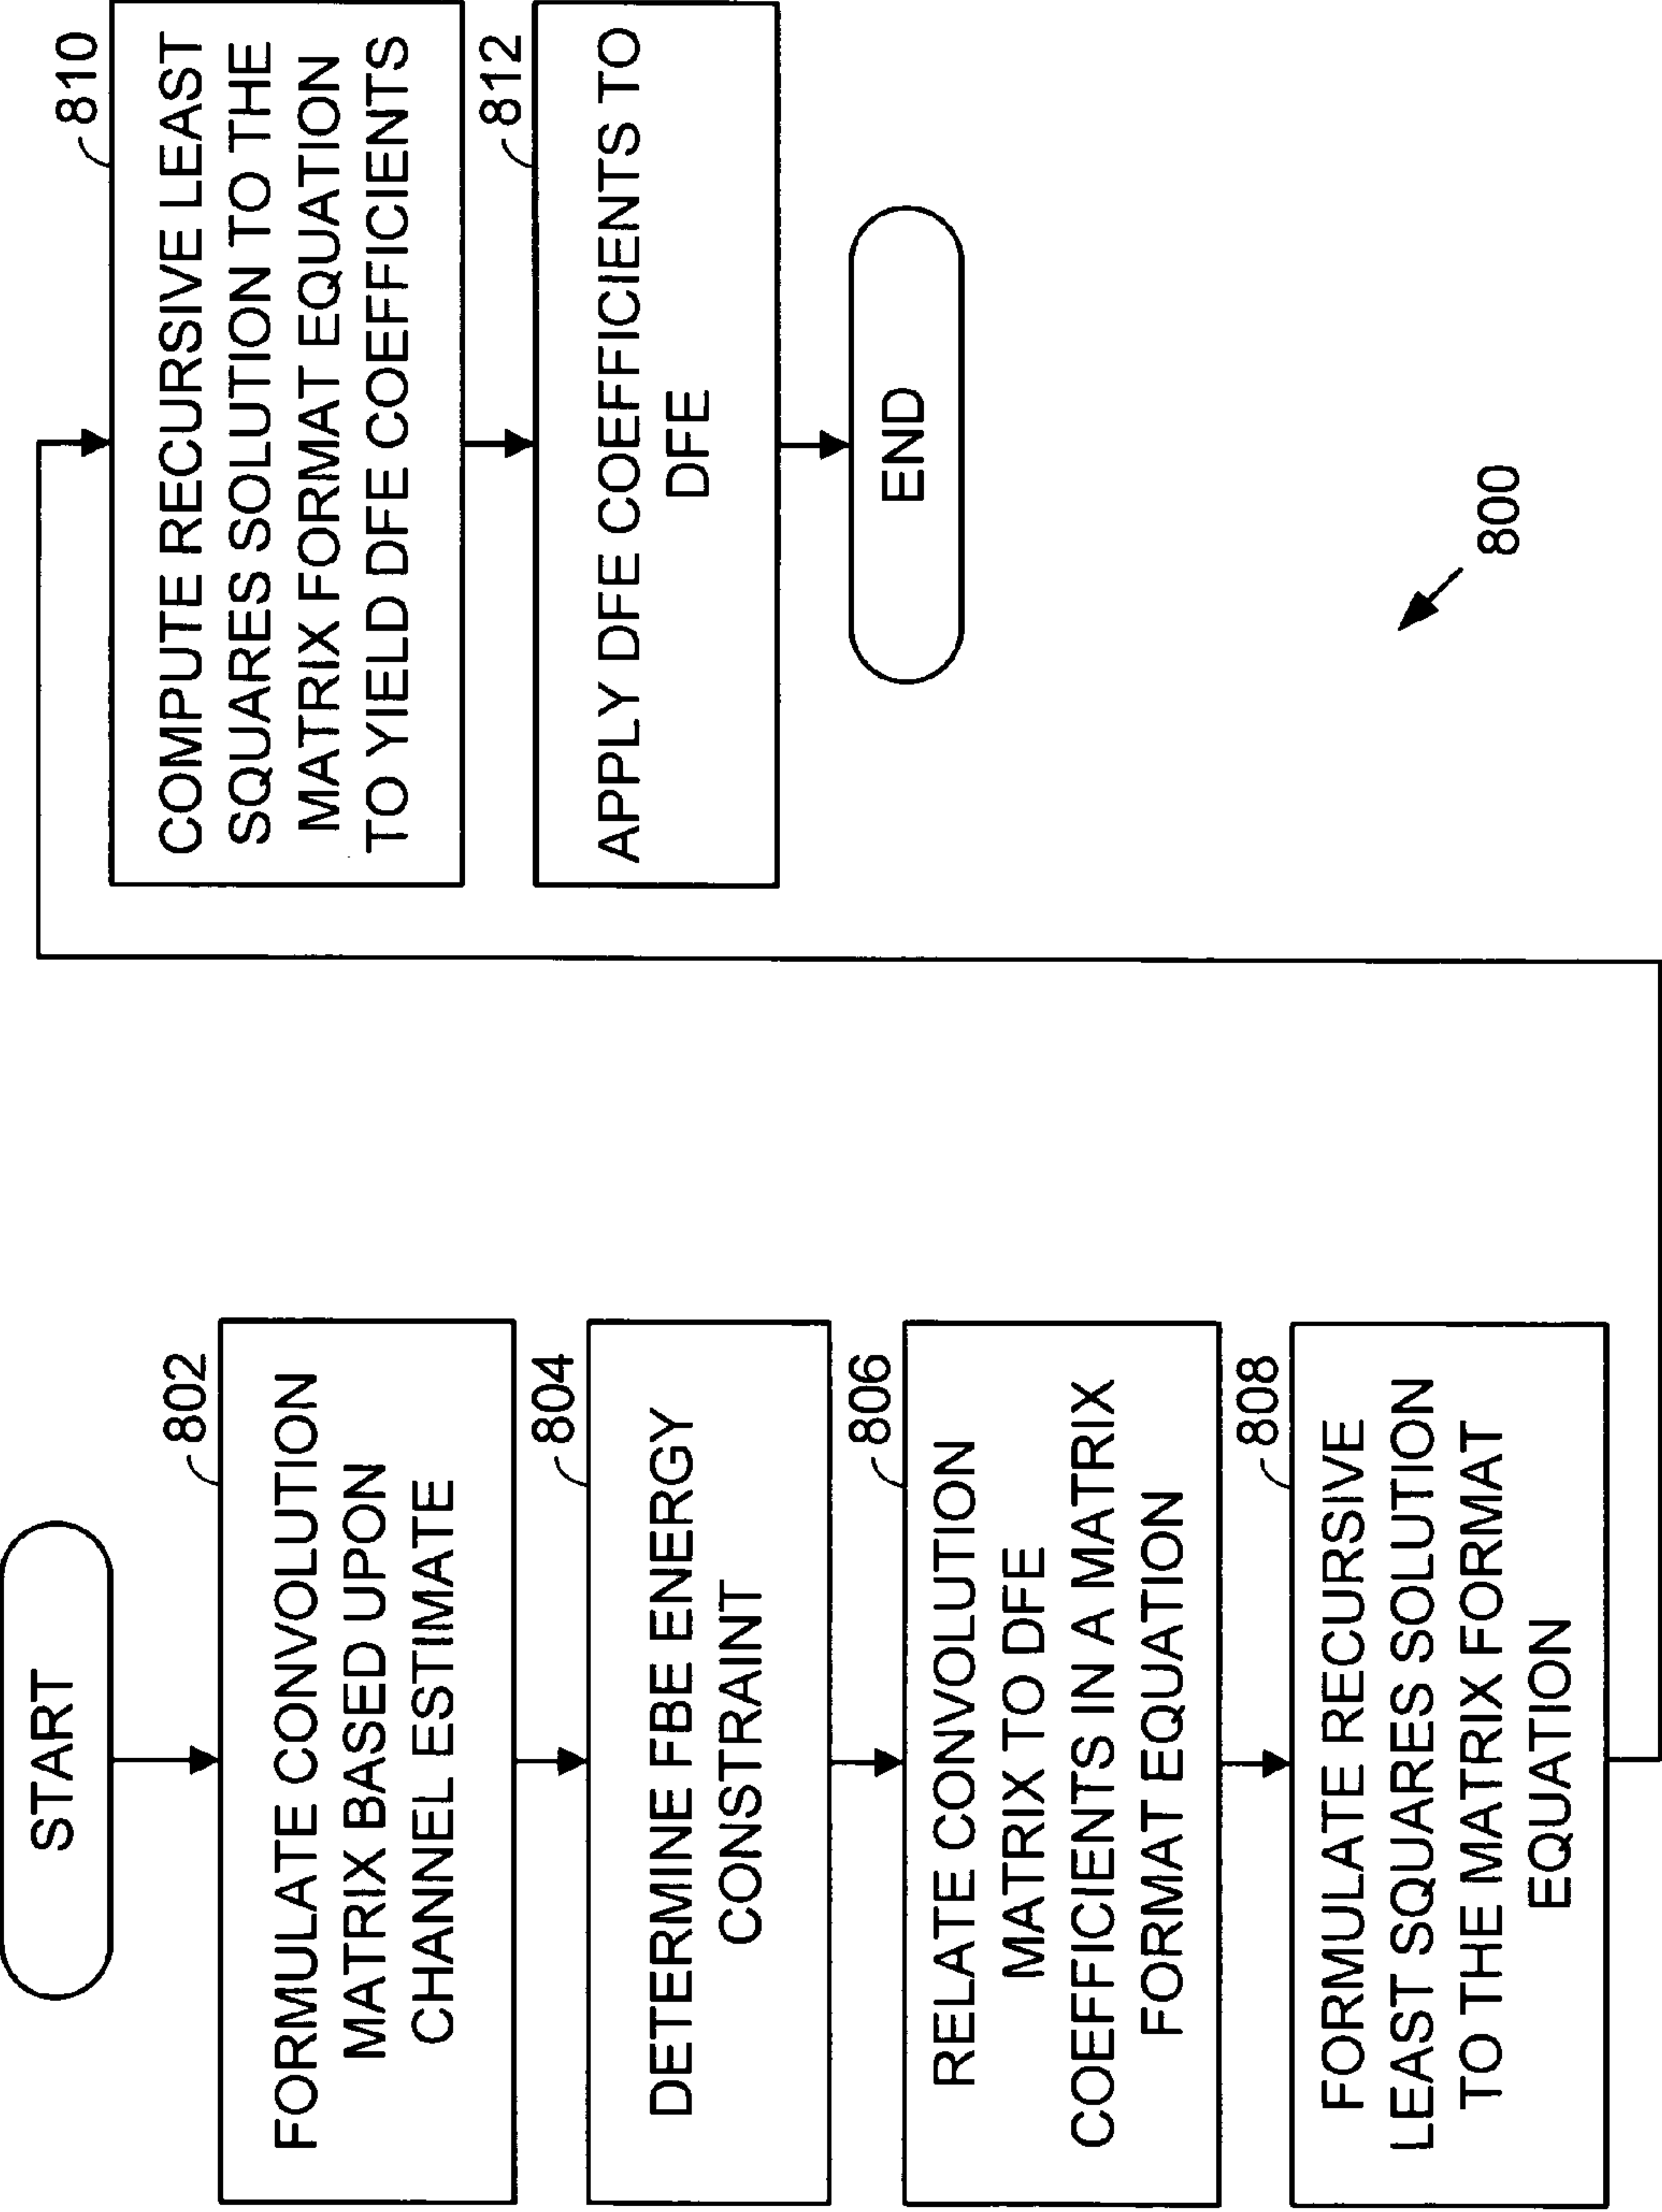 START
802
FORMULATE CONVOLUTION
MATRIX BASED UPON
CHANNEL ESTIMATE
804
DETERMINE FBE ENERGY
CONSTRAINT
806
RELATE CONVOLUTION
MATRIX TO DFE
COEFFICIENTS IN A MATRIX
FORMAT EQUATION
808
FORMULATE RECURSIVE
LEAST SQUARES SOLUTION
TO THE MATRIX FORMAT
EQUATION
810
COMPUTE RECURSIVE LEAST
SQUARES SOLUTION TO THE
MATRIX FORMAT EQUATION
TO YIELD DFE COEFFICIENTS
812
APPLY DFE COEFFICIENTS TO
DFE
END
800